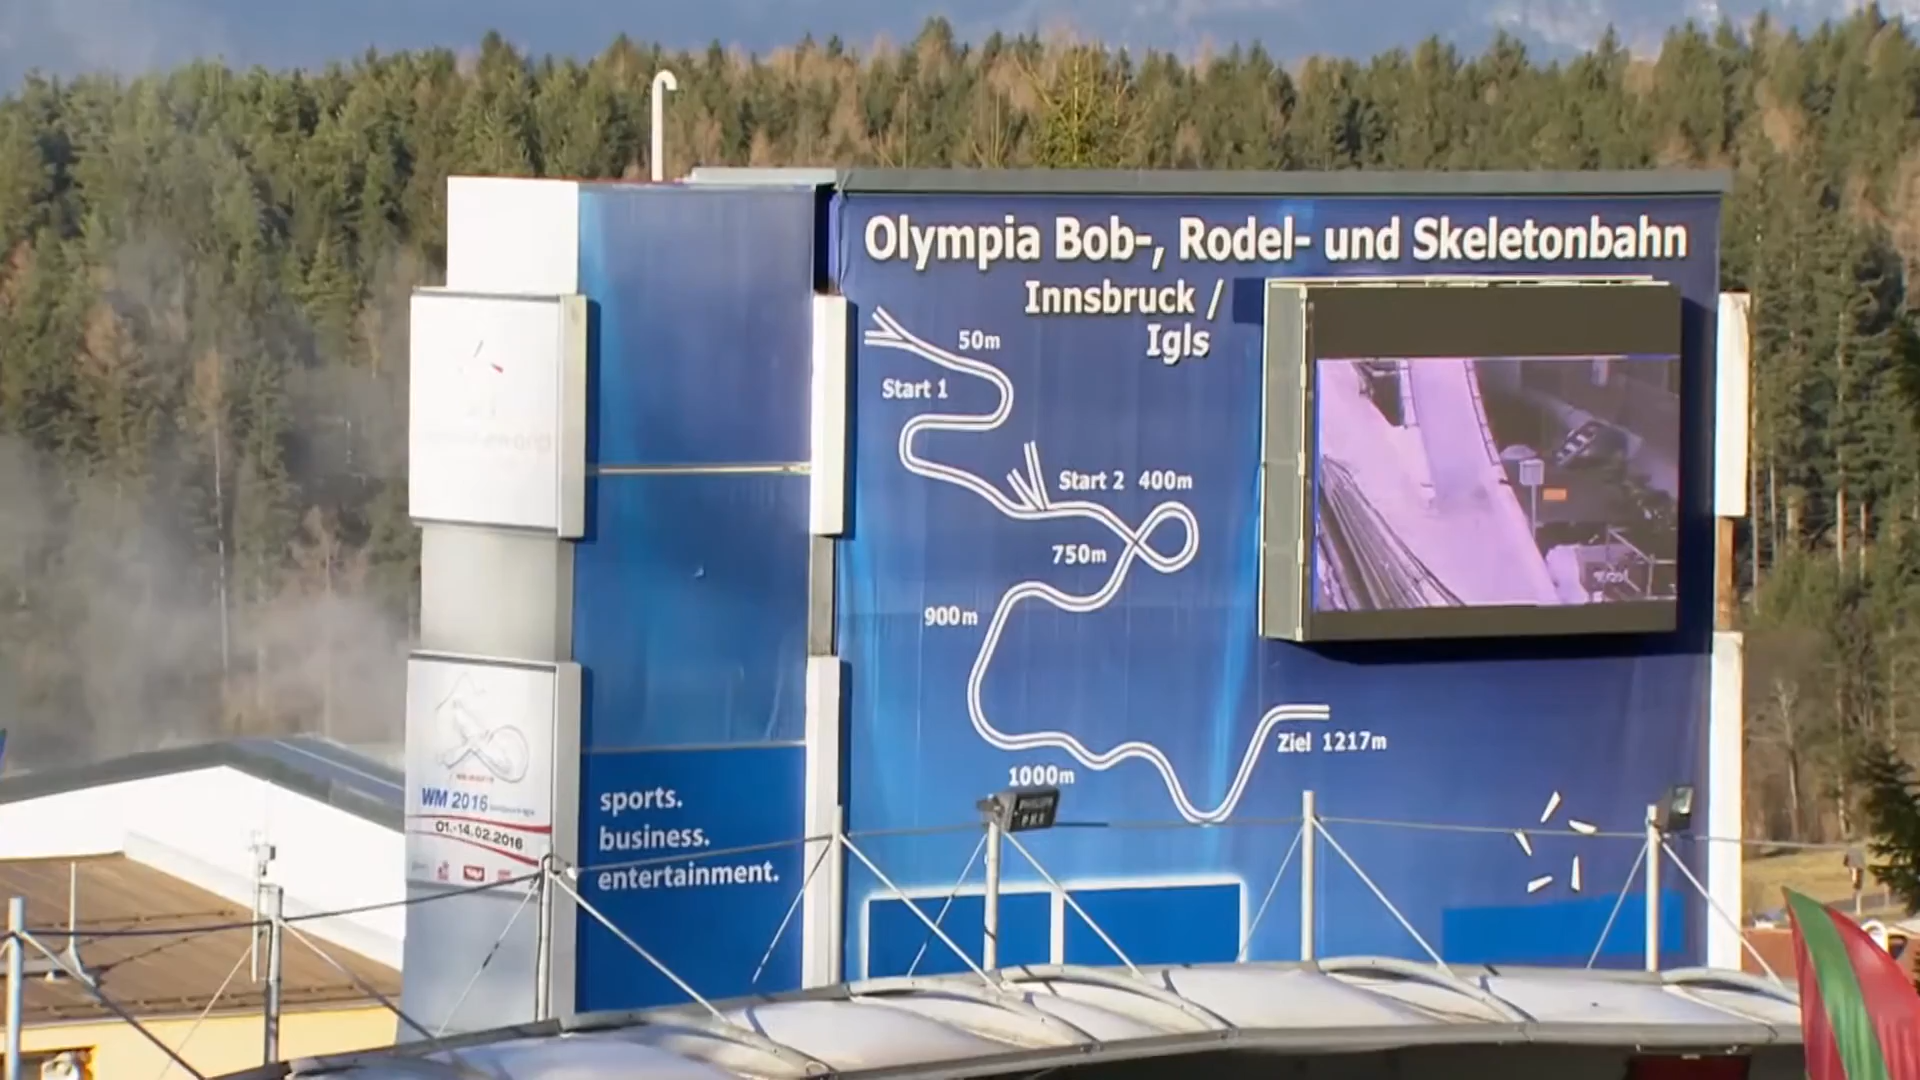 Olympia Bob-, Rodel- und Skeletonbahn
Innsbruck /
Igls
50m
Start 1
Start 2 400m
750m
900m
1000m
Ziel 1217m
WM 2016
01.-14.02.2016
sports.
business.
entertainment.